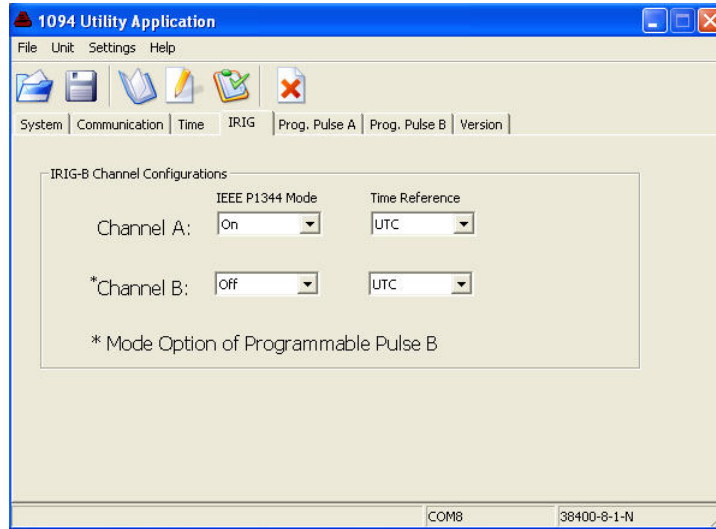 1094 Utility Application
File Unit Settings Help
System Communication Time IRIG Prog. Pulse A Prog. Pulse B Version
IRIG-B Channel Configurations
IEEE P1344 Mode Time Reference
Channel A: On UTC
*Channel B: Off UTC
* Mode Option of Programmable Pulse B
COM8 38400-8-1-N